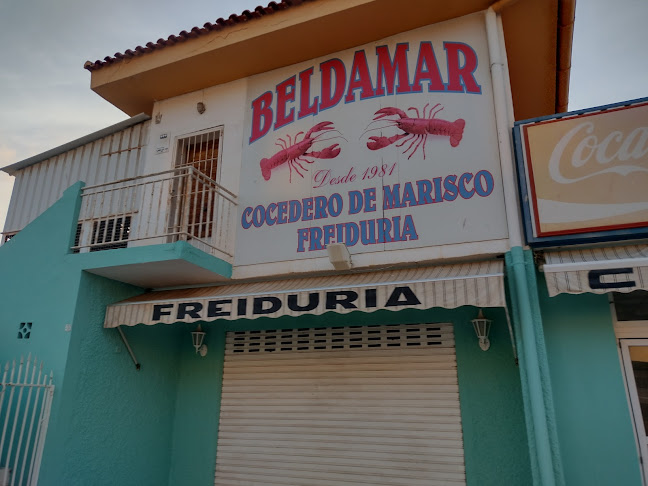 BELDAMAR
Desde 1981
COCEDERO DE MARISCO
FREIDURIA
FREIDURIA
Coca
C